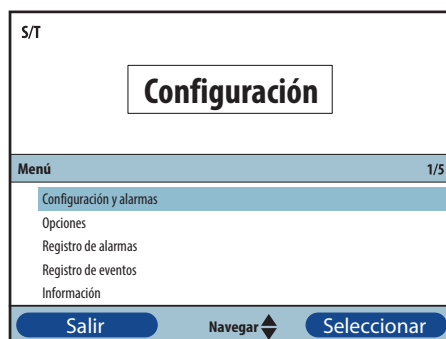 S/T
Configuración
Menú 1/5
Configuración y alarmas
Opciones
Registro de alarmas
Registro de eventos
Información
Salir Navegar Seleccionar